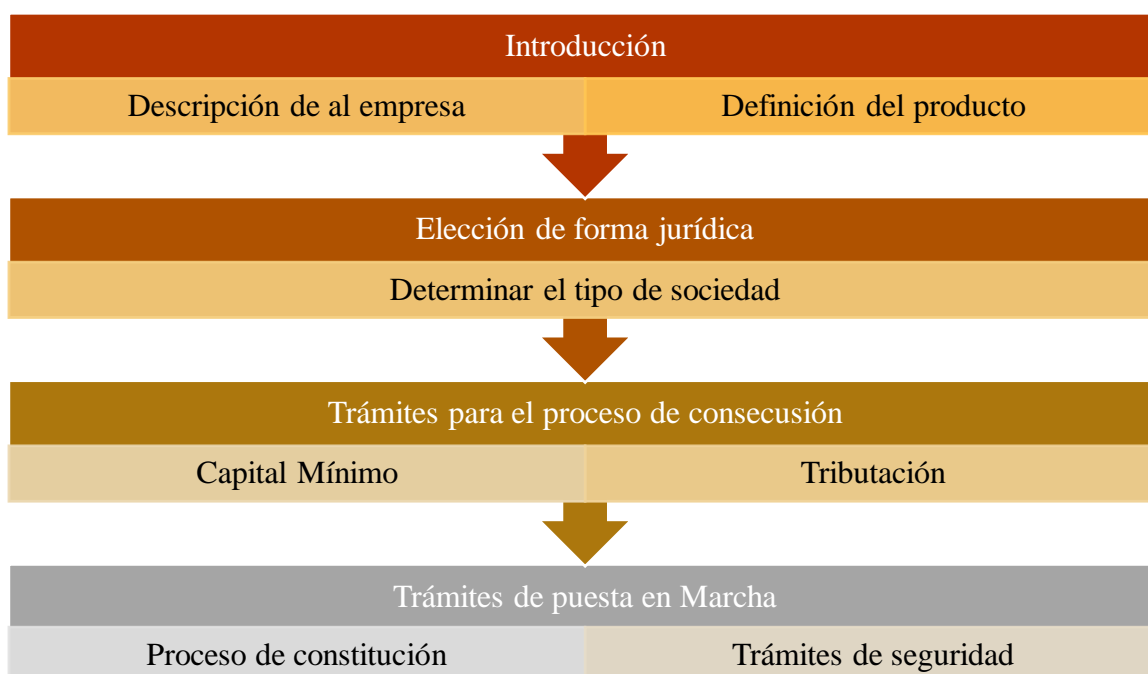 Introducción
Descripción de al empresa
Definición del producto
Elección de forma jurídica
Determinar el tipo de sociedad
Trámites para el proceso de consecusión
Capital Mínimo
Tributación
Trámites de puesta en Marcha
Proceso de constitución
Trámites de seguridad